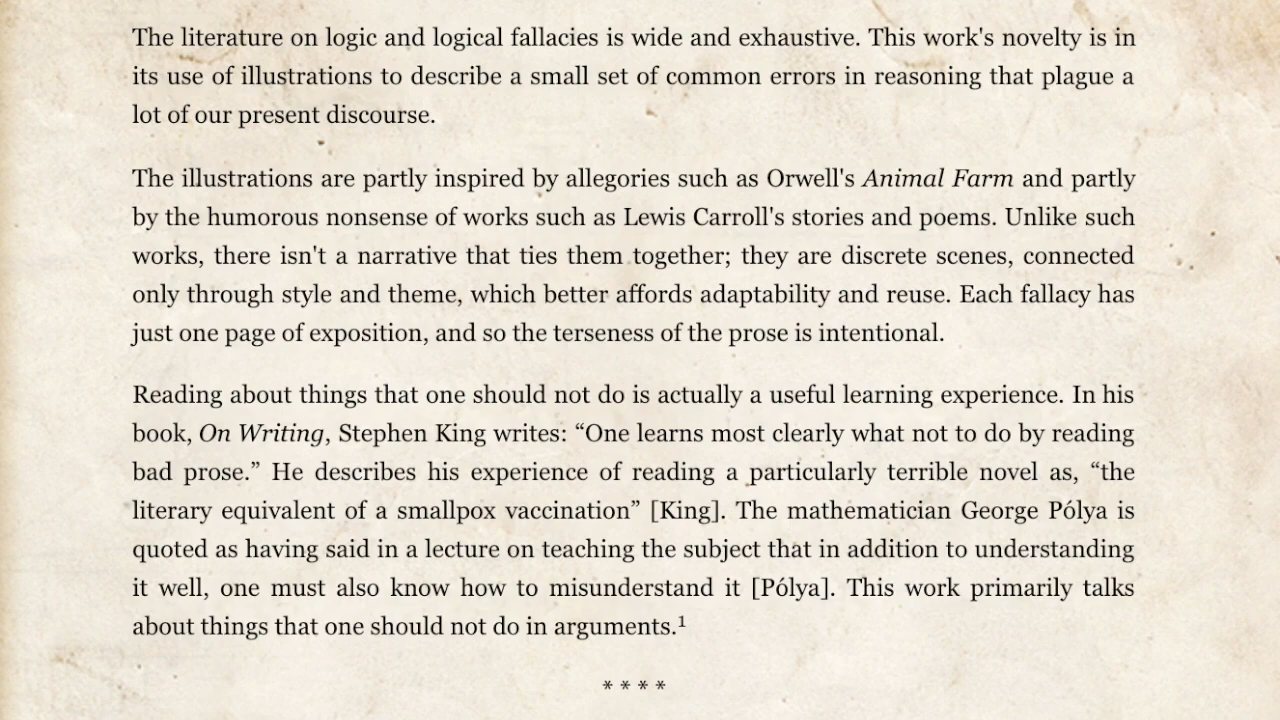 The literature on logic and logical fallacies is wide and exhaustive. This work's novelty is in
its use of illustrations to describe a small set of common errors in reasoning that plague a
lot of our present discourse.
The illustrations are partly inspired by allegories such as Orwell's Animal Farm and partly
by the humorous nonsense of works such as Lewis Carroll's stories and poems. Unlike such
works, there isn't a narrative that ties them together; they are discrete scenes, connected
only through style and theme, which better affords adaptability and reuse. Each fallacy has
just one page of exposition, and so the terseness of the prose is intentional.
Reading about things that one should not do is actually a useful learning experience. In his
book, On Writing, Stephen King writes: “One learns most clearly what not to do by reading
bad prose.” He describes his experience of reading a particularly terrible novel as, “the
literary equivalent of a smallpox vaccination” [King]. The mathematician George Pólya is
quoted as having said in a lecture on teaching the subject that in addition to understanding
it well, one must also know how to misunderstand it [Pólya]. This work primarily talks
about things that one should not do in arguments.¹
* * * *